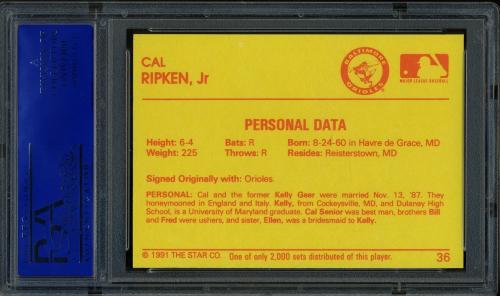 CAL
RIPKEN, Jr
BALTIMORE
ORIOLES
MAJOR LEAGUE BASEBALL
PERSONAL DATA
Height: 6-4 Bats: R Born: 8-24-60 in Havre de Grace, MD
Weight: 225 Throws: R Resides: Reisterstown, MD
Signed Originally with: Orioles.
PERSONAL: Cal and the former Kelly Geer were married Nov. 13, '87. They
honeymooned in England and Italy. Kelly, from Cockeysville, MD, and Dulaney High
School, is a University of Maryland graduate. Cal Senior was best man, brothers Bill
and Fred were ushers, and sister, Ellen, was a bridesmaid to Kelly.
© 1991 THE STAR CO. One of only 2,000 sets distributed of this player. 36
PSA